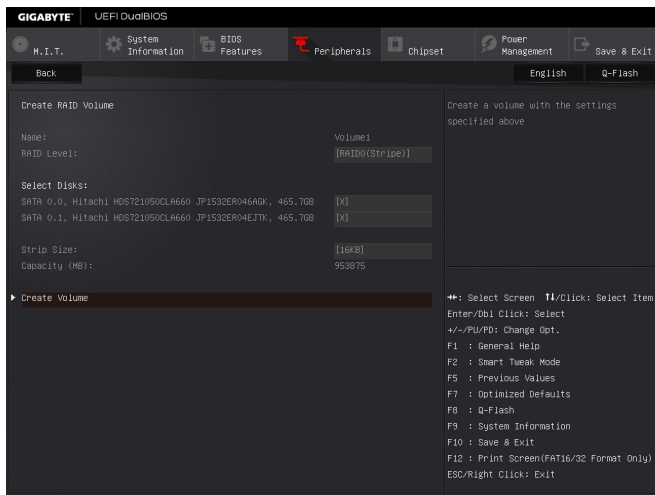 GIGABYTE™ UEFI DualBIOS
M.I.T. System Information BIOS Features Peripherals Chipset Power Management Save & Exit
Back English Q-Flash
Create RAID Volume
Name: Volume1
RAID Level: [RAID0(Stripe)]
Select Disks:
SATA 0.0, Hitachi HDS721050CLA660 JP1532ER046AGK, 465.7GB [X]
SATA 0.1, Hitachi HDS721050CLA660 JP1532ER04EJTK, 465.7GB [X]
Strip Size: [16KB]
Capacity (MB): 953875
Create Volume
Create a volume with the settings
specified above
→←: Select Screen ↑↓/Click: Select Item
Enter/Dbl Click: Select
+/-/PU/PD: Change Opt.
F1 : General Help
F2 : Smart Tweak Mode
F5 : Previous Values
F7 : Optimized Defaults
F8 : Q-Flash
F9 : System Information
F10 : Save & Exit
F12 : Print Screen(FAT16/32 Format Only)
ESC/Right Click: Exit